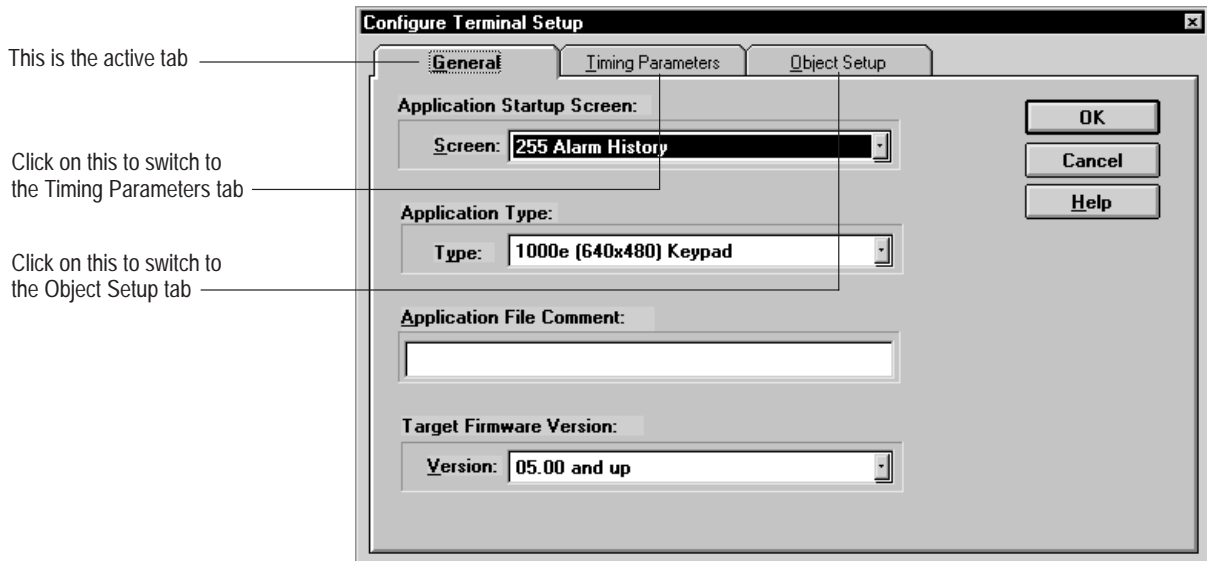 Configure Terminal Setup
This is the active tab
General
Timing Parameters
Object Setup
Application Startup Screen:
OK
Screen: 255 Alarm History
Cancel
Click on this to switch to
the Timing Parameters tab
Help
Application Type:
Type: 1000e (640x480) Keypad
Click on this to switch to
the Object Setup tab
Application File Comment:
Target Firmware Version:
Version: 05.00 and up